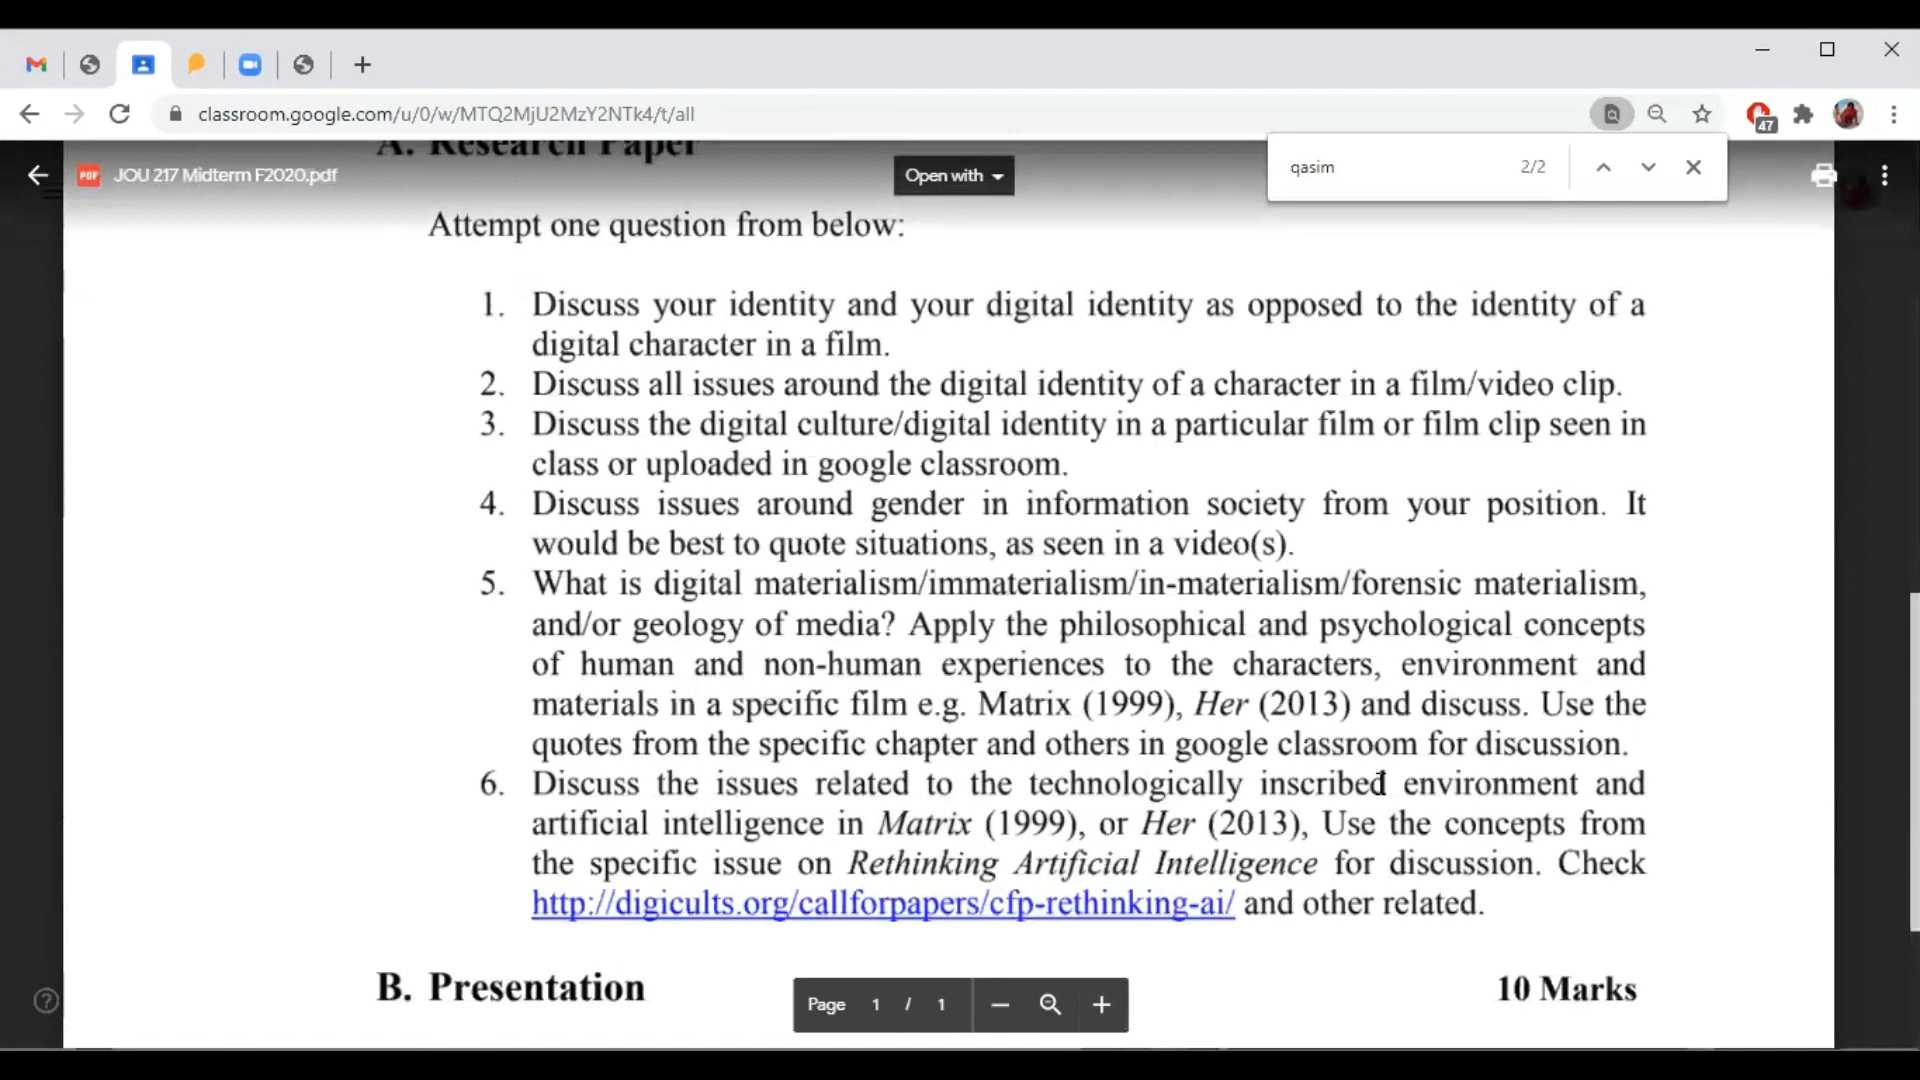 classroom.google.com/u/0/w/MTQ2MjU2MzY2NTk4/t/all
47
qasim 2/2
A. Research Paper
PDF JOU 217 Midterm F2020.pdf
Open with
Attempt one question from below:
1. Discuss your identity and your digital identity as opposed to the identity of a
digital character in a film.
2. Discuss all issues around the digital identity of a character in a film/video clip.
3. Discuss the digital culture/digital identity in a particular film or film clip seen in
class or uploaded in google classroom.
4. Discuss issues around gender in information society from your position. It
would be best to quote situations, as seen in a video(s).
5. What is digital materialism/immaterialism/in-materialism/forensic materialism,
and/or geology of media? Apply the philosophical and psychological concepts
of human and non-human experiences to the characters, environment and
materials in a specific film e.g. Matrix (1999), Her (2013) and discuss. Use the
quotes from the specific chapter and others in google classroom for discussion.
6. Discuss the issues related to the technologically inscribed environment and
artificial intelligence in Matrix (1999), or Her (2013), Use the concepts from
the specific issue on Rethinking Artificial Intelligence for discussion. Check
http://digicults.org/callforpapers/cfp-rethinking-ai/ and other related.
B. Presentation 10 Marks
Page 1 / 1